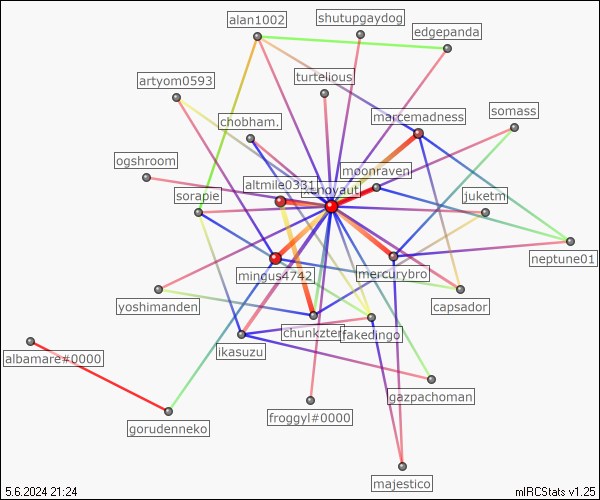 shutupgaydog
alan1002
edgepanda
turtelious
artyom0593
chobham.
marcemadness
somass
ogshroom
moonraven
altmile0331
sorapie
juketm
neptune01
mingus4742
mercurybro
yoshimanden
capsador
chunkzter
fakedingo
ikasuzu
albamare#0000
gazpachoman
froggyl#0000
gorudenneko
majestico
5.6.2024 21:24
mIRCStats v1.25